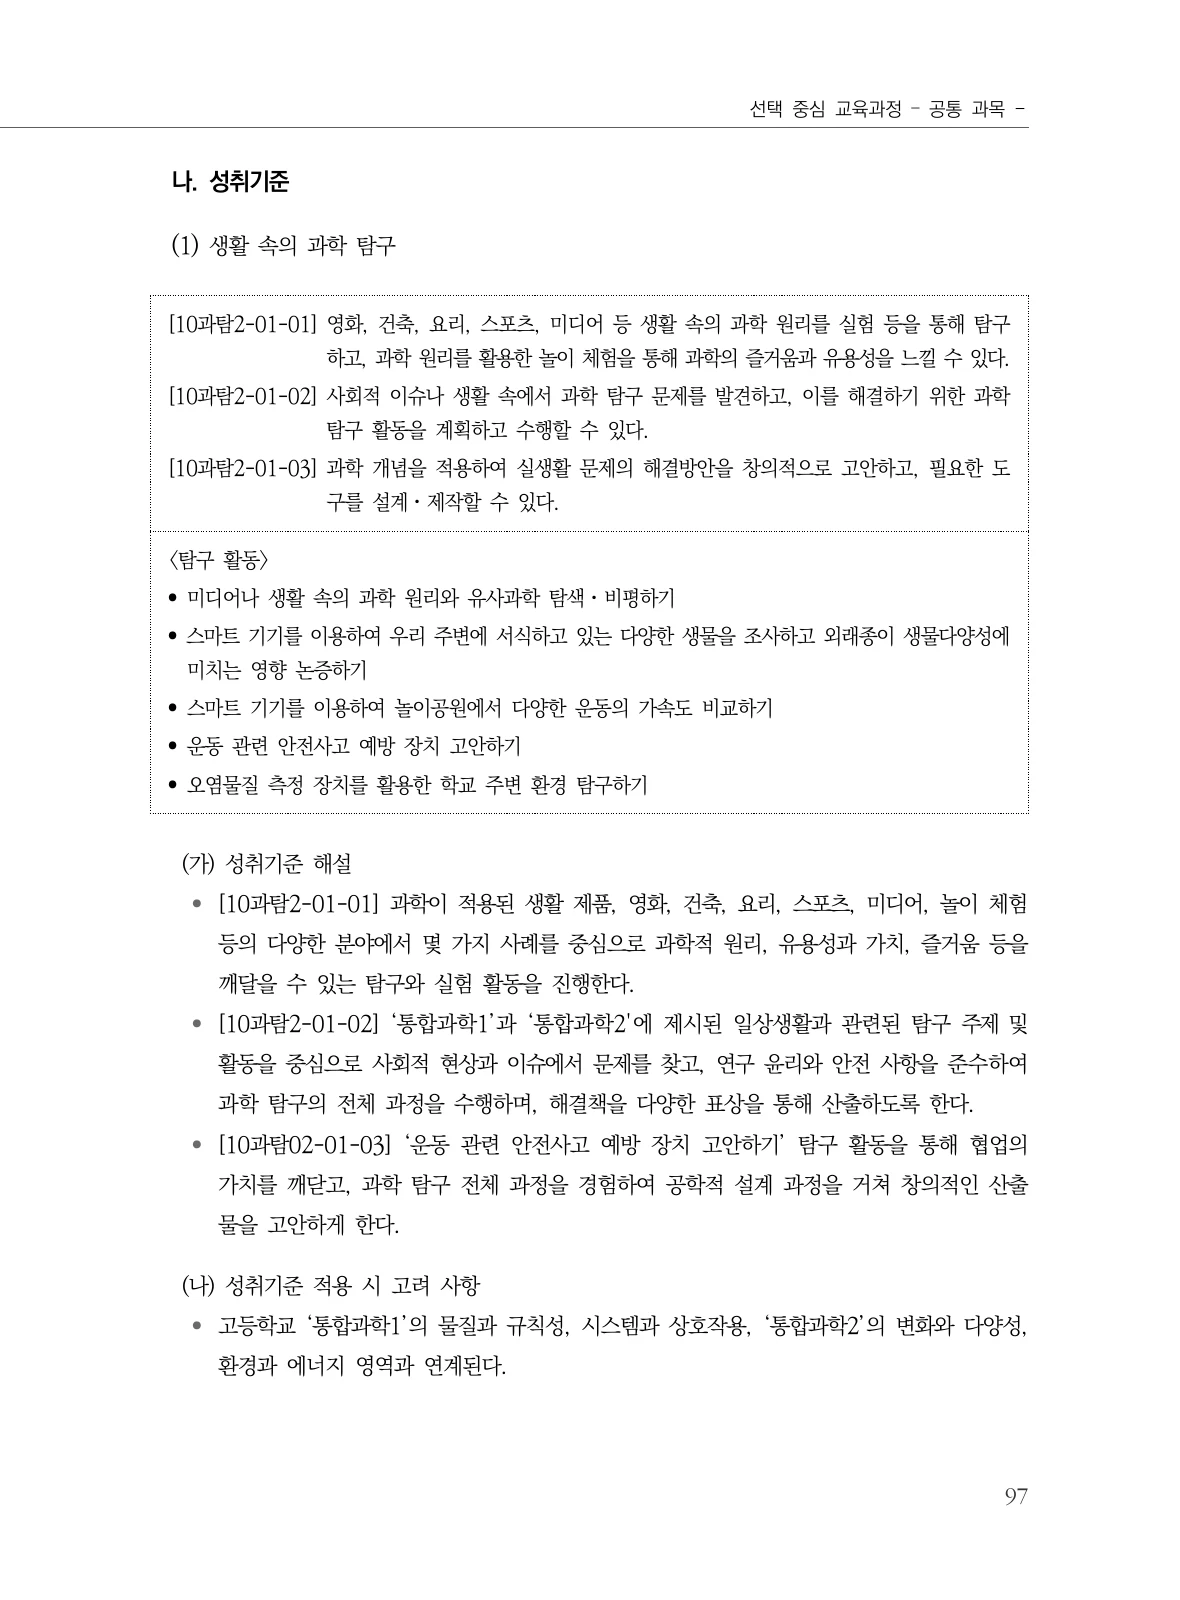 선택 중심 교육과정 - 공통 과목 -
나. 성취기준
(1) 생활 속의 과학 탐구
[10과탐2-01-01] 영화, 건축, 요리, 스포츠, 미디어 등 생활 속의 과학 원리를 실험 등을 통해 탐구
하고, 과학 원리를 활용한 놀이 체험을 통해 과학의 즐거움과 유용성을 느낄 수 있다.
[10과탐2-01-02] 사회적 이슈나 생활 속에서 과학 탐구 문제를 발견하고, 이를 해결하기 위한 과학
탐구 활동을 계획하고 수행할 수 있다.
[10과탐2-01-03] 과학 개념을 적용하여 실생활 문제의 해결방안을 창의적으로 고안하고, 필요한 도
구를 설계·제작할 수 있다.
〈탐구 활동〉
• 미디어나 생활 속의 과학 원리와 유사과학 탐색·비평하기
• 스마트 기기를 이용하여 우리 주변에 서식하고 있는 다양한 생물을 조사하고 외래종이 생물다양성에
미치는 영향 논증하기
• 스마트 기기를 이용하여 놀이공원에서 다양한 운동의 가속도 비교하기
• 운동 관련 안전사고 예방 장치 고안하기
• 오염물질 측정 장치를 활용한 학교 주변 환경 탐구하기
(가) 성취기준 해설
• [10과탐2-01-01] 과학이 적용된 생활 제품, 영화, 건축, 요리, 스포츠, 미디어, 놀이 체험
등의 다양한 분야에서 몇 가지 사례를 중심으로 과학적 원리, 유용성과 가치, 즐거움 등을
깨달을 수 있는 탐구와 실험 활동을 진행한다.
• [10과탐2-01-02] ‘통합과학1’과 ‘통합과학2'에 제시된 일상생활과 관련된 탐구 주제 및
활동을 중심으로 사회적 현상과 이슈에서 문제를 찾고, 연구 윤리와 안전 사항을 준수하여
과학 탐구의 전체 과정을 수행하며, 해결책을 다양한 표상을 통해 산출하도록 한다.
• [10과탐02-01-03] ‘운동 관련 안전사고 예방 장치 고안하기’ 탐구 활동을 통해 협업의
가치를 깨닫고, 과학 탐구 전체 과정을 경험하여 공학적 설계 과정을 거쳐 창의적인 산출
물을 고안하게 한다.
(나) 성취기준 적용 시 고려 사항
• 고등학교 ‘통합과학1’의 물질과 규칙성, 시스템과 상호작용, ‘통합과학2’의 변화와 다양성,
환경과 에너지 영역과 연계된다.
97